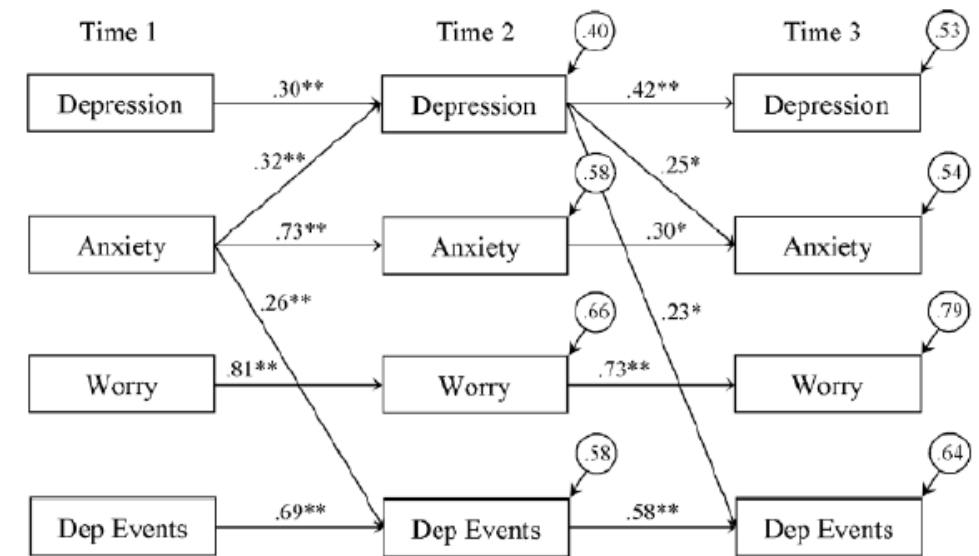 Time 1 Time 2 .40 Time 3 .53
Depression .30** Depression .42** Depression
.32** .58 .25* .54
Anxiety .73** Anxiety .30* Anxiety
.26** .66 .23* .79
Worry .81** Worry .73** Worry
.58 .64
Dep Events .69** Dep Events .58** Dep Events